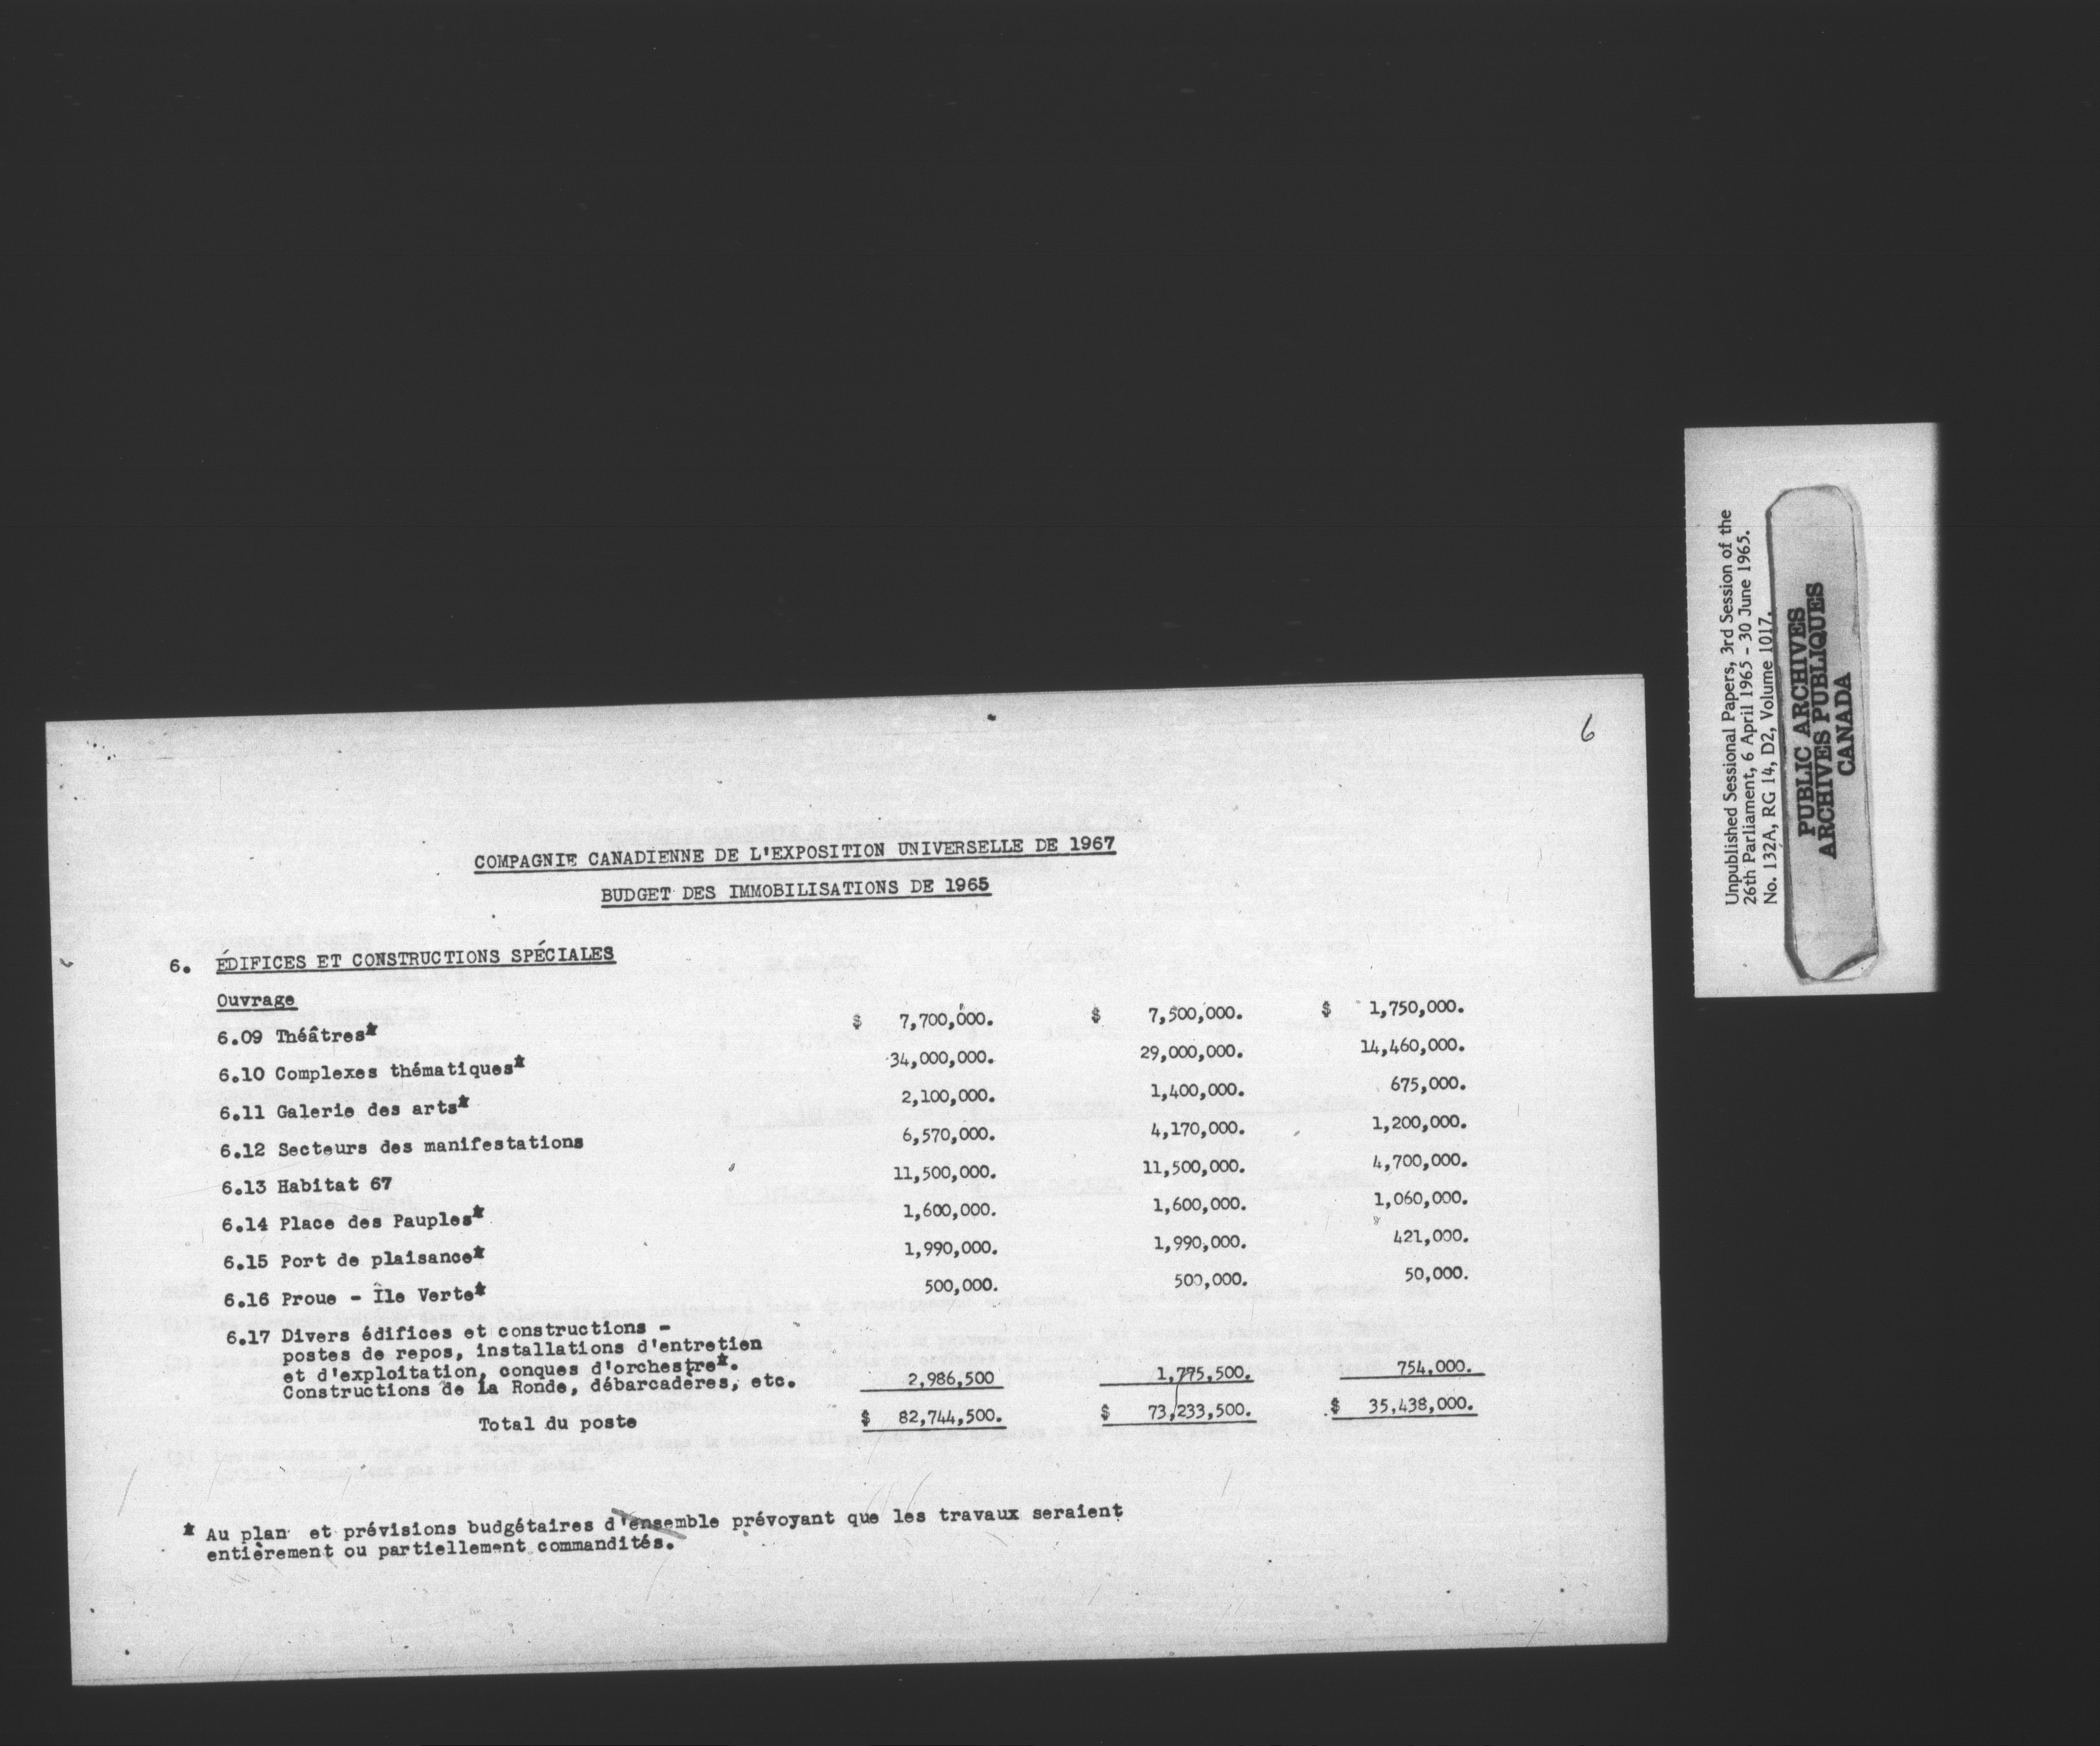 6
COMPAGNIE CANADIENNE DE L'EXPOSITION UNIVERSELLE DE 1967
BUDGET DES IMMOBILISATIONS DE 1965
6. ÉDIFICES ET CONSTRUCTIONS SPÉCIALES
Ouvrage
6.09 Théâtres* $ 7,700,000. $ 7,500,000. $ 1,750,000.
6.10 Complexes thématiques* 34,000,000. 29,000,000. 14,460,000.
6.11 Galerie des arts* 2,100,000. 1,400,000. 675,000.
6.12 Secteurs des manifestations 6,570,000. 4,170,000. 1,200,000.
6.13 Habitat 67 11,500,000. 11,500,000. 4,700,000.
6.14 Place des Pauples* 1,600,000. 1,600,000. 1,060,000.
6.15 Port de plaisance* 1,990,000. 1,990,000. 421,000.
6.16 Proue - Île Verte* 500,000. 500,000. 50,000.
6.17 Divers édifices et constructions -
postes de repos, installations d'entretien
et d'exploitation, conques d'orchestre*.
Constructions de la Ronde, débarcadères, etc. 2,986,500 1,775,500. 754,000.
Total du poste $ 82,744,500. $ 73,233,500. $ 35,438,000.
* Au plan et prévisions budgétaires d'ensemble prévoyant que les travaux seraient
entièrement ou partiellement commandités.
Unpublished Sessional Papers, 3rd Session of the
26th Parliament, 6 April 1965 - 30 June 1965.
No. 132A, RG 14, D2, Volume 1017.
PUBLIC ARCHIVES
ARCHIVES PUBLIQUES
CANADA